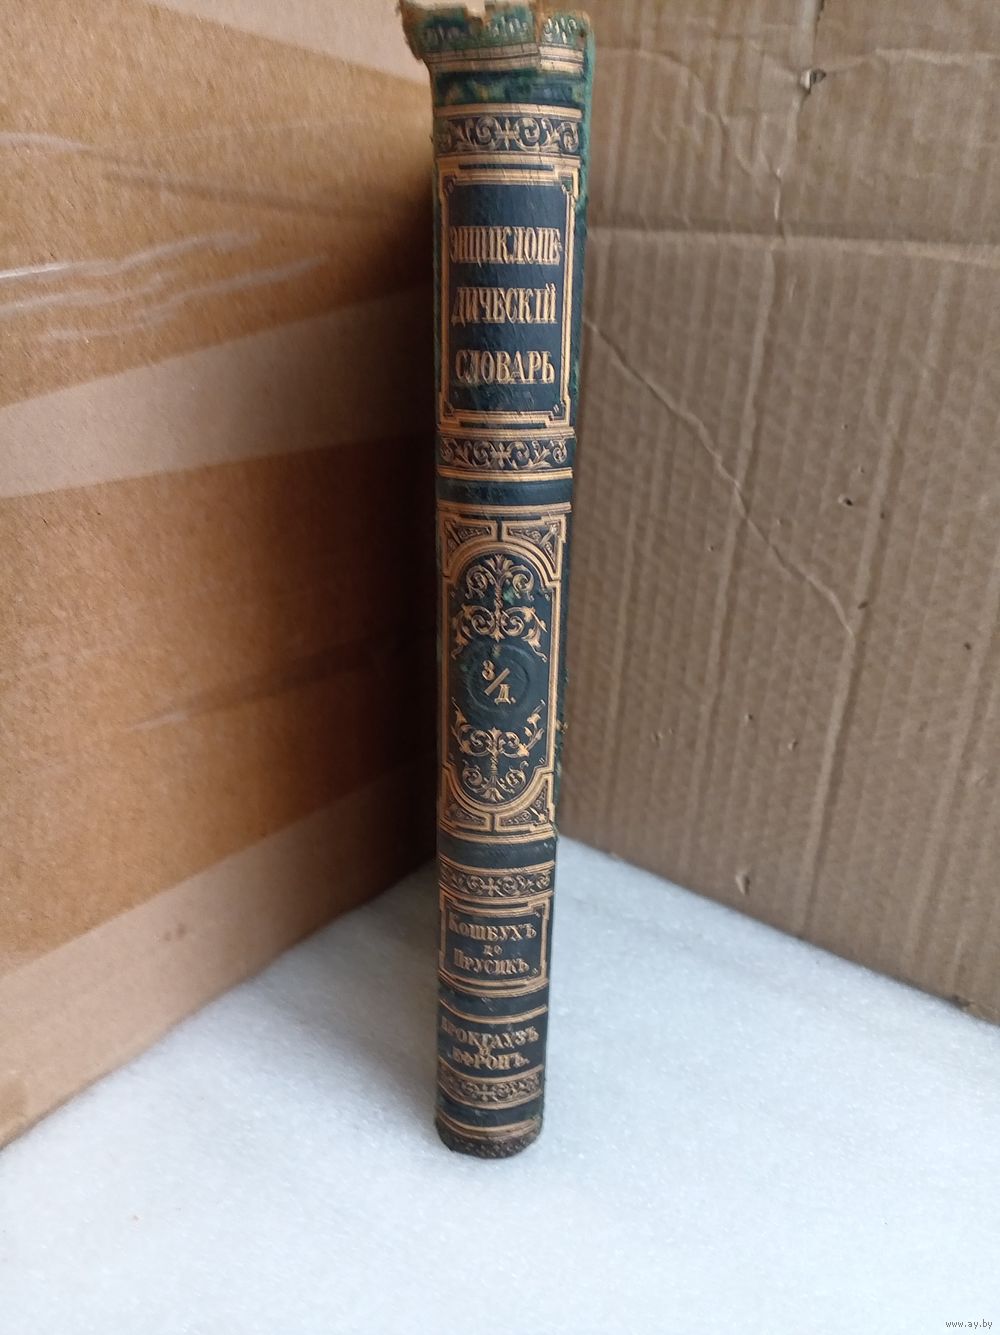 ЭНЦИКЛОПЕ-
ДИЧЕСКІЙ
СЛОВАРЬ
3/Д.
КОШБУХЪ
ДО
ПРУСИКЪ
БРОКГАУЗЪ
И
ЕФРОНЪ.
www.ay.by